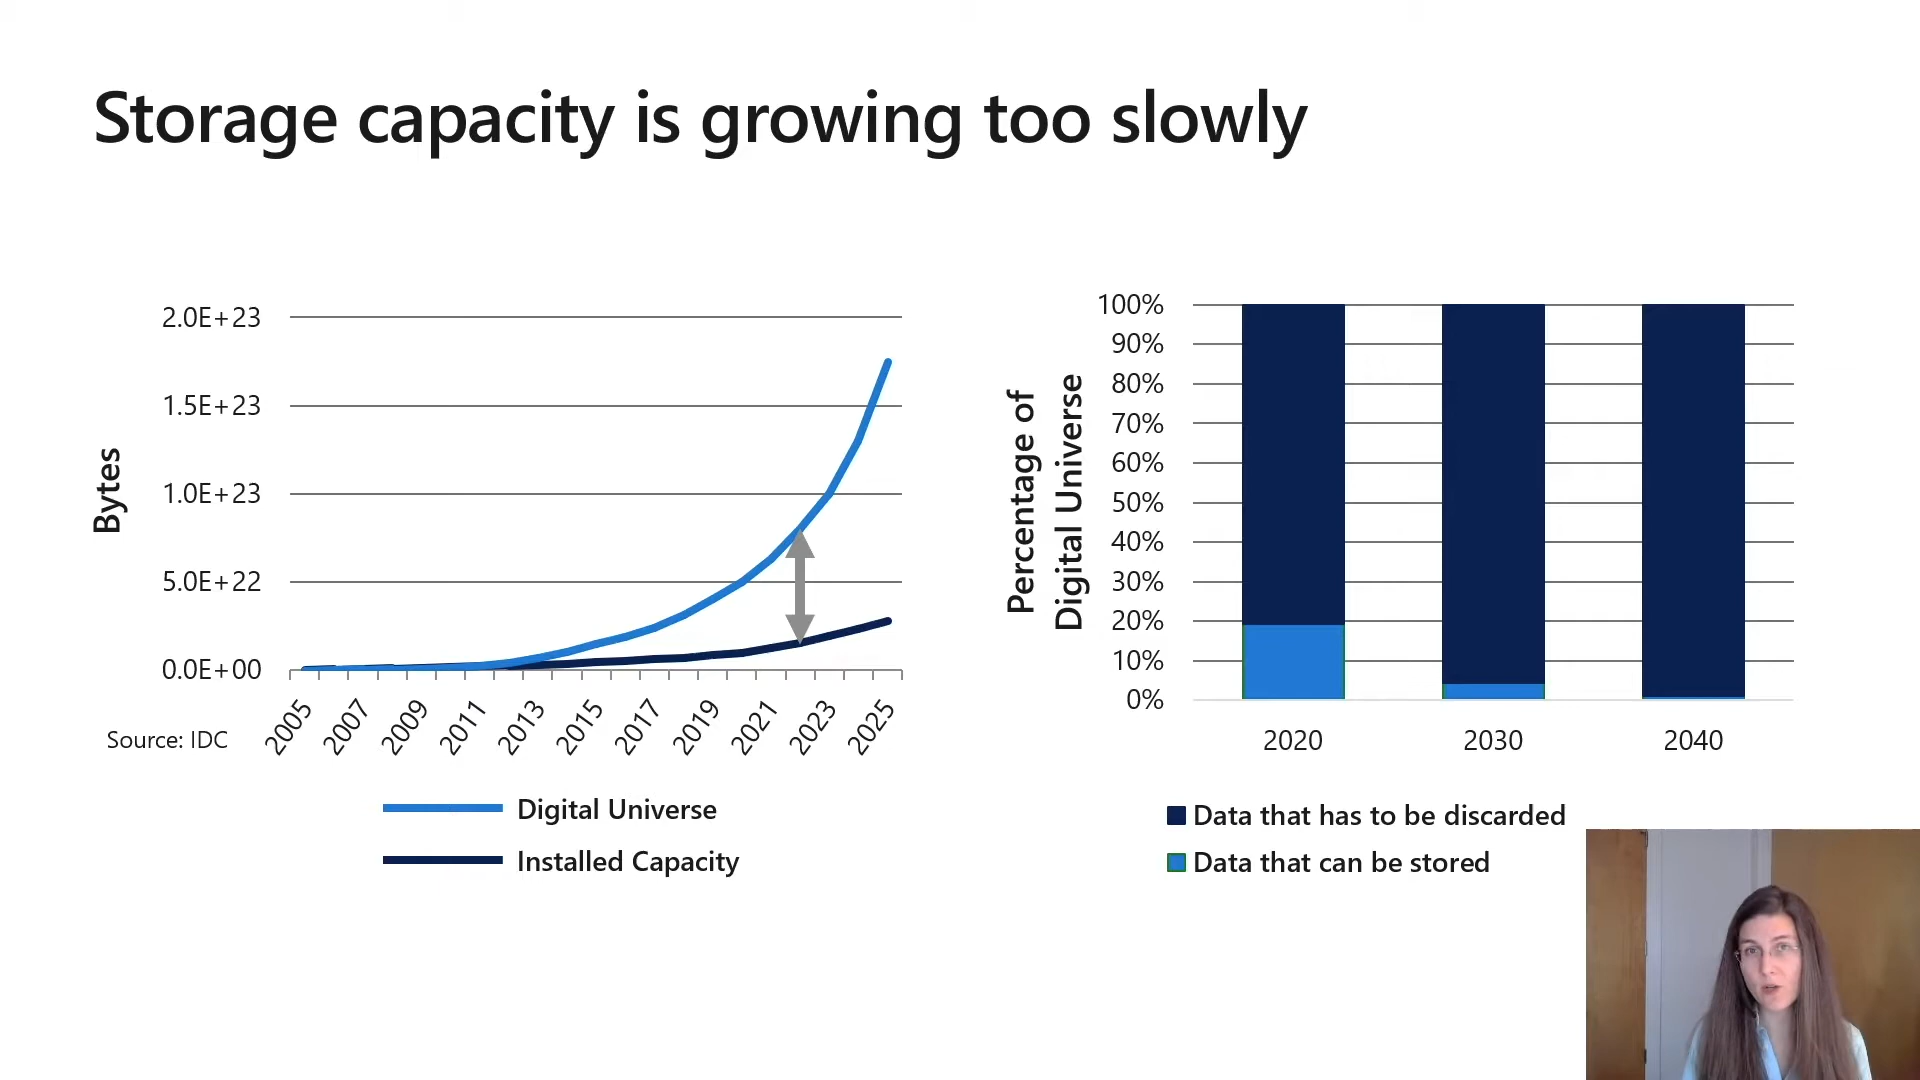 Storage capacity is growing too slowly
Bytes
2.0E+23
1.5E+23
1.0E+23
5.0E+22
0.0E+00
2005
2007
2009
2011
2013
2015
2017
2019
2021
2023
2025
Source: IDC
Digital Universe
Installed Capacity
Percentage of
Digital Universe
100%
90%
80%
70%
60%
50%
40%
30%
20%
10%
0%
2020
2030
2040
Data that has to be discarded
Data that can be stored